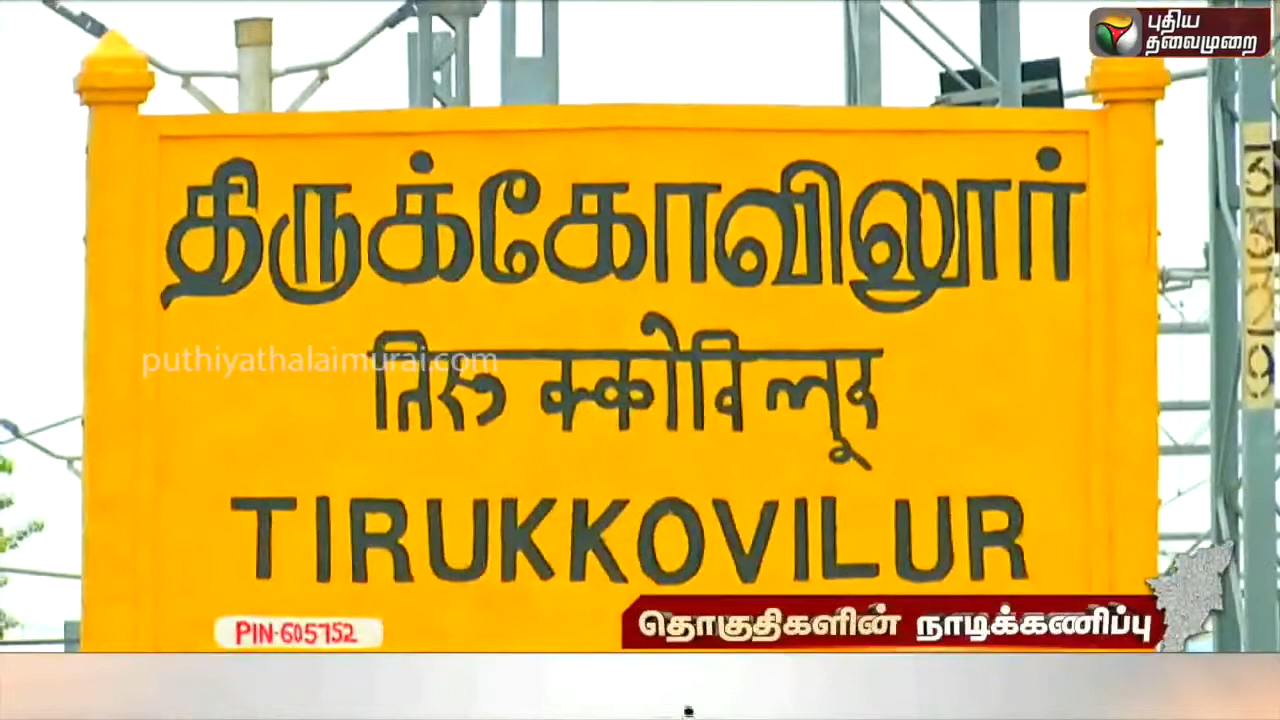 புதிய
தலைமுறை
திருக்கோவிலூர்
तिरुक्कोविलूर
puthiyathalaimurai.com
TIRUKKOVILUR
PIN-605752
தொகுதிகளின் நாடிக்கணிப்பு